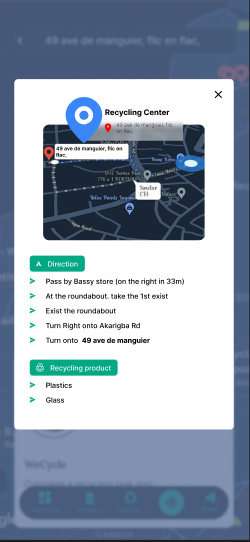 49 ave de manguier, flic en flac,
Recycling Center
49 ave de manguier, flic
en flac
49 ave de manguier, flic en
flac,
Similar
Direction
Pass by Bassy store (on the right in 33m)
At the roundabout. take the 1st exist
Exist the roundabout
Turn Right onto Akarigba Rd
Turn onto 49 ave de manguier
Recycling product
Plastics
Glass
WeCycle